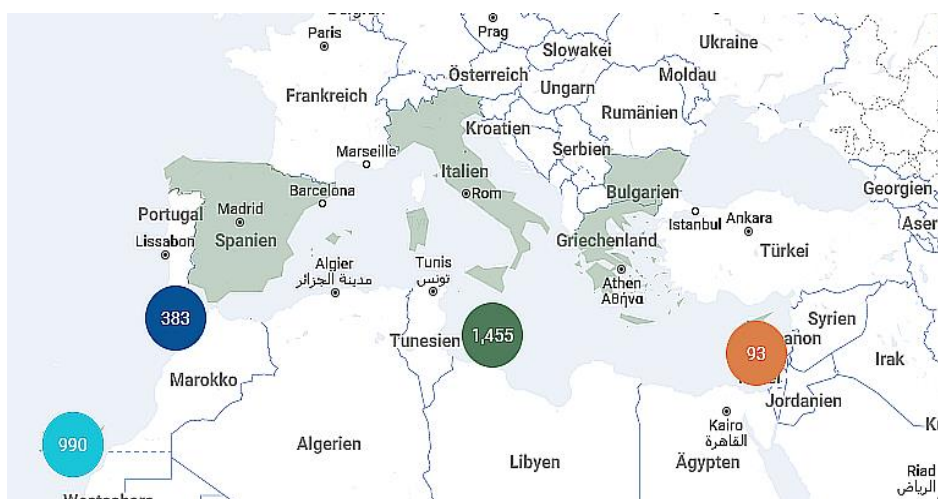 Prag
Paris
Slowakei
Ukraine
Österreich
Moldau
Ungarn
Frankreich
Rumänien
Kroatien
Marseille
Serbien
Italien
Barcelona
Rom
Bulgarien
Georgien
Portugal
Madrid
Istanbul
Ankara
Lissabon
Spanien
Griechenland
Türkei
Algier
مدينة الجزائر
Tunis
تونس
Athen
Αθήνα
383
1,455
Tunesien
93
Syrien
Irak
Marokko
Jordanien
990
Kairo
القاهرة
Algerien
Libyen
Ägypten
Riad
الرياض